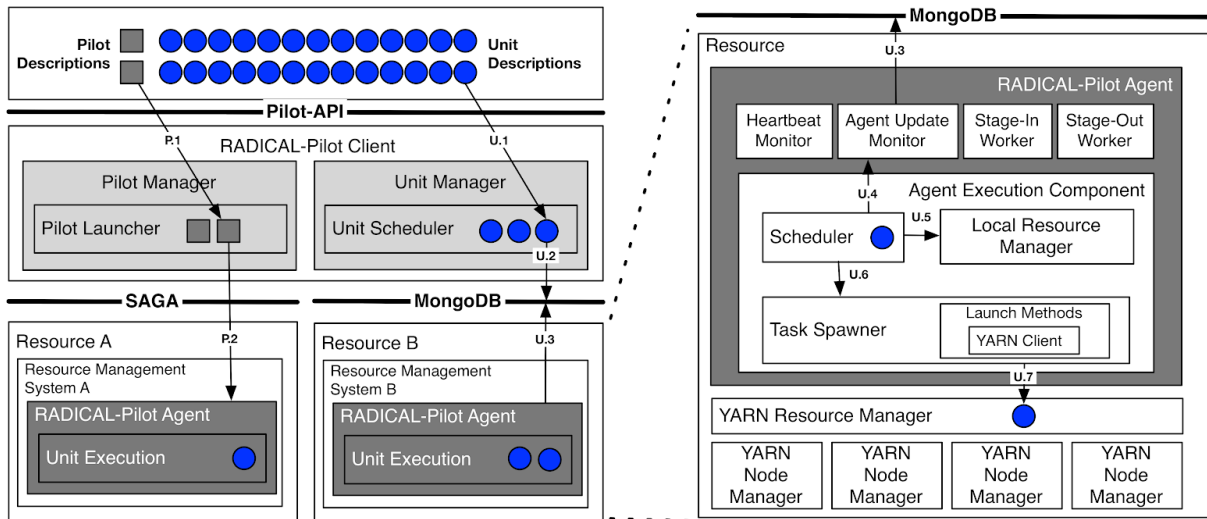 Pilot
Descriptions
Unit
Descriptions
Pilot-API
P.1
U.1
RADICAL-Pilot Client
Pilot Manager
Pilot Launcher
Unit Manager
Unit Scheduler
U.2
SAGA
MongoDB
P.2
U.3
Resource A
Resource Management
System A
RADICAL-Pilot Agent
Unit Execution
Resource B
Resource Management
System B
RADICAL-Pilot Agent
Unit Execution
MongoDB
Resource
U.3
RADICAL-Pilot Agent
Heartbeat
Monitor
Agent Update
Monitor
Stage-In
Worker
Stage-Out
Worker
U.4
Agent Execution Component
Scheduler
U.5
Local Resource
Manager
U.6
Task Spawner
Launch Methods
YARN Client
U.7
YARN Resource Manager
YARN
Node
Manager
YARN
Node
Manager
YARN
Node
Manager
YARN
Node
Manager